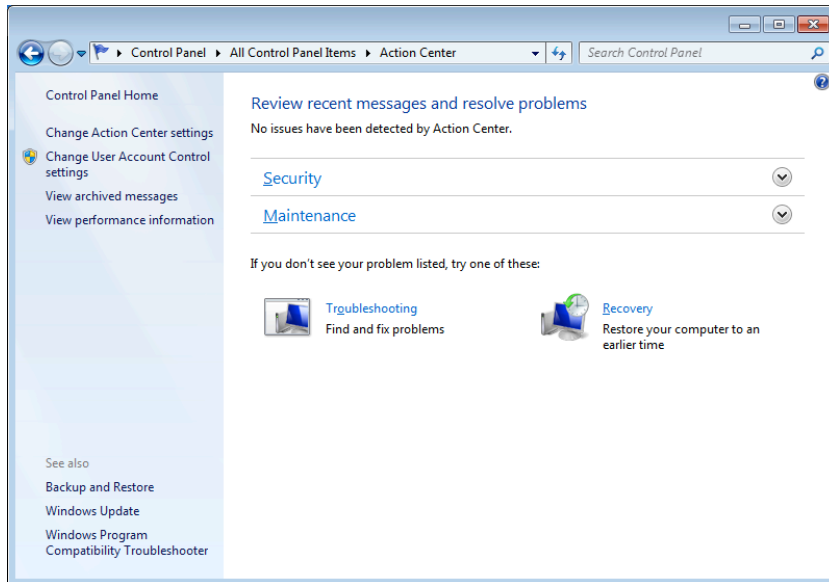 Control Panel All Control Panel Items Action Center
Search Control Panel
Control Panel Home
Change Action Center settings
Change User Account Control
settings
View archived messages
View performance information
Review recent messages and resolve problems
No issues have been detected by Action Center.
Security
Maintenance
If you don't see your problem listed, try one of these:
Troubleshooting
Find and fix problems
Recovery
Restore your computer to an
earlier time
See also
Backup and Restore
Windows Update
Windows Program
Compatibility Troubleshooter